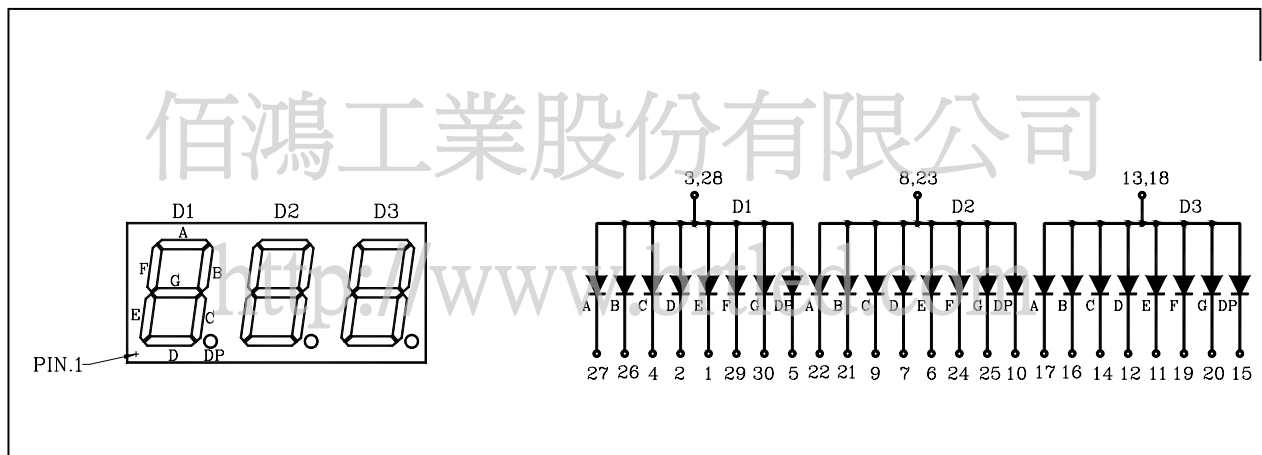 佰鴻工業股份有限公司
http://www.brtled.com
3,28 8,23 13,18
D1 D2 D3 D1 D2 D3
A
F B
G
E C
D DP
PIN.1
A B C D E F G DP A B C D E F G DP A B C D E F G DP
27 26 4 2 1 29 30 5 22 21 9 7 6 24 25 10 17 16 14 12 11 19 20 15